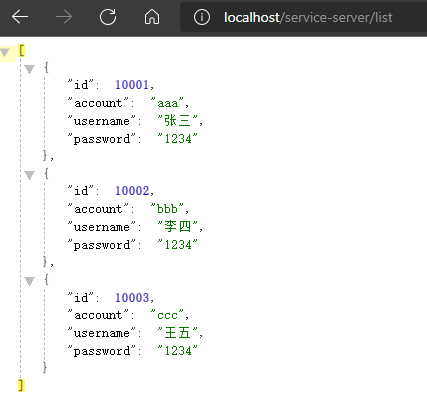 localhost/service-server/list
[
{
"id": 10001,
"account": "aaa",
"username": "张三",
"password": "1234"
},
{
"id": 10002,
"account": "bbb",
"username": "李四",
"password": "1234"
},
{
"id": 10003,
"account": "ccc",
"username": "王五",
"password": "1234"
}
]